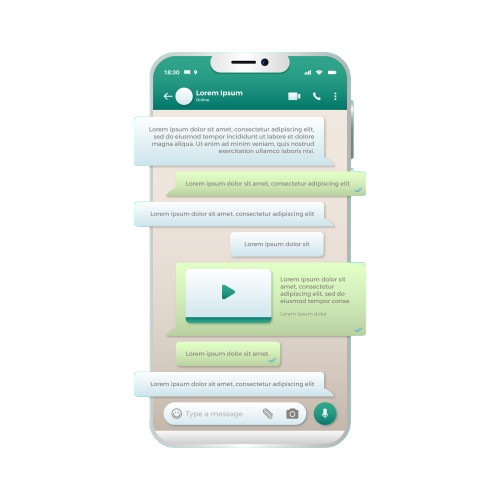 18:30
Lorem Ipsum
Online
Lorem ipsum dolor sit amet, consectetur adipiscing elit,
sed do eiusmod tempor incididunt ut labore et dolore
magna aliqua. Ut enim ad minim veniam, quis nostrud
exercitation ullamco laboris nisi.
Lorem ipsum dolor sit amet, consectetur adipiscing elit
Lorem ipsum dolor sit amet, consectetur adipiscing elit
Lorem ipsum dolor sit
Lorem ipsum dolor sit
amet, consectetur
adipiscing elit, sed do
eiusmod tempor conse.
Lorem ipsum dolor
Lorem ipsum dolor sit amet,
Lorem ipsum dolor sit amet, consectetur adipiscing elit
Type a message